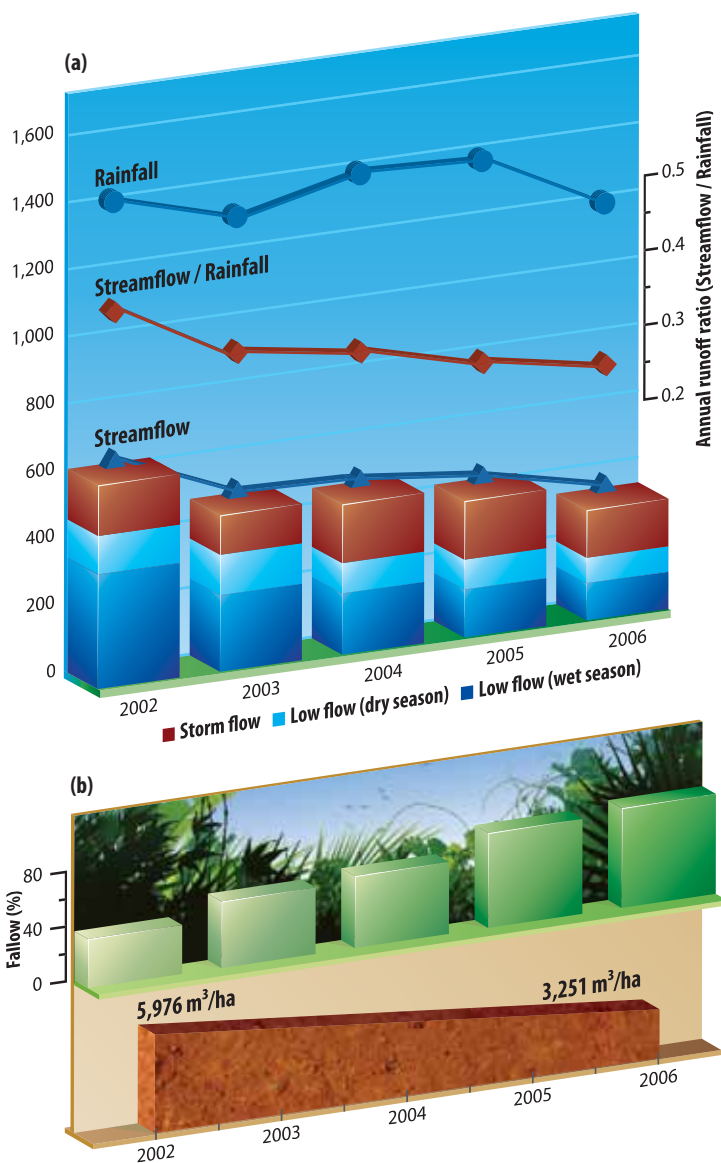 (a)
1,600
1,400
1,200
1,000
800
600
400
200
0
Rainfall
Streamflow / Rainfall
Streamflow
0.5
0.4
0.3
0.2
Annual runoff ratio (Streamflow / Rainfall)
2002
2003
2004
2005
2006
Storm flow
Low flow (dry season)
Low flow (wet season)
(b)
80
40
0
Fallow (%)
5,976 m³/ha
3,251 m³/ha
2002
2003
2004
2005
2006